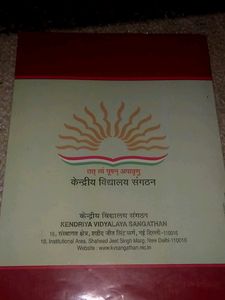 तत् त्वं पूषन् अपावृणु
केन्द्रीय विद्यालय संगठन
केन्द्रीय विद्यालय संगठन
KENDRIYA VIDYALAYA SANGATHAN
18, संस्थागत क्षेत्र, शहीद जीत सिंह मार्ग, नई दिल्ली-110016
18, Institutional Area, Shaheed Jeet Singh Marg, New Delhi-110016
Website : www.kvsangathan.nic.in